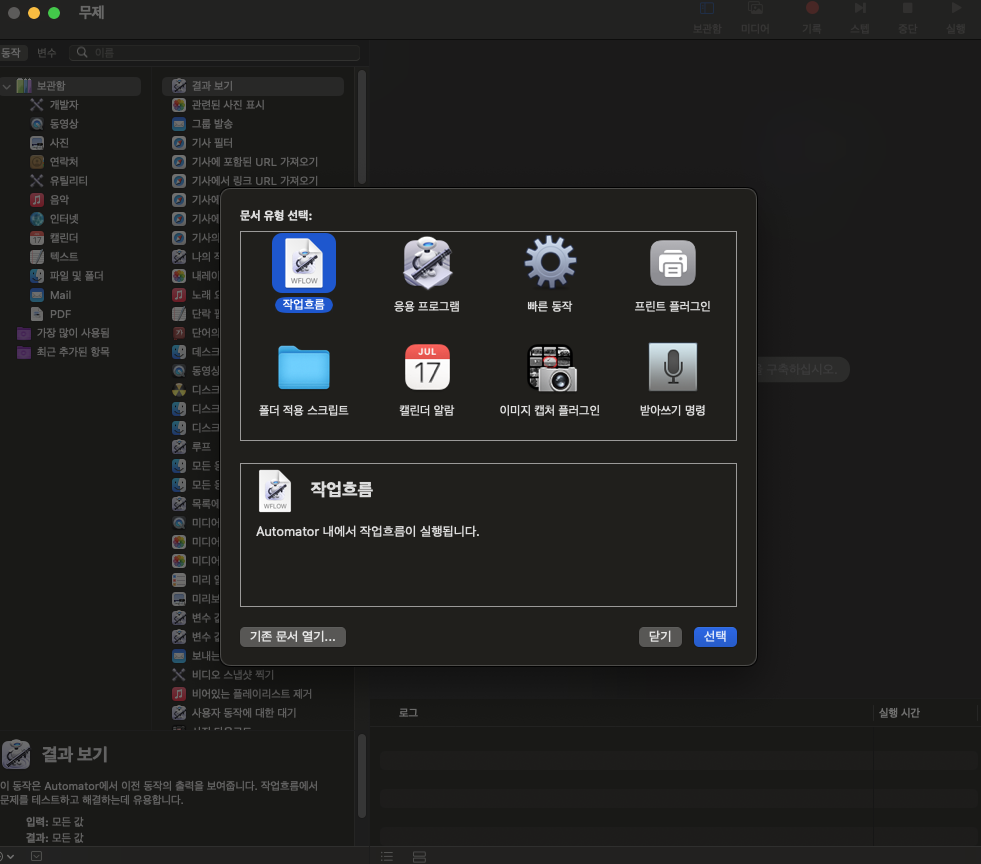 무제
보관함
미디어
기록
스텝
중단
실행
동작
변수
이름
보관함
개발자
동영상
사진
연락처
유틸리티
음악
인터넷
캘린더
텍스트
파일 및 폴더
Mail
PDF
가장 많이 사용됨
최근 추가된 항목
결과 보기
관련된 사진 표시
그룹 발송
기사 필터
기사에 포함된 URL 가져오기
기사에서 링크 URL 가져오기
기사에
기사에
기사의
나의
내레이
노래
단락
단어의
데스크
동영상
디스크
디스크
디스크
루프
모든
모든
목록에
미디어
미디어
미디어
미리
미리보
변수
변수
보내는
비디오 스냅샷 찍기
비어있는 플레이리스트 제거
사용자 동작에 대한 대기
문서 유형 선택:
WFLOW
작업흐름
응용 프로그램
빠른 동작
프린트 플러그인
폴더 적용 스크립트
JUL
17
캘린더 알람
이미지 캡처 플러그인
받아쓰기 명령
WFLOW
작업흐름
Automator 내에서 작업흐름이 실행됩니다.
기존 문서 열기...
닫기
선택
구축하십시오.
로그
실행 시간
결과 보기
이 동작은 Automator에서 이전 동작의 출력을 보여줍니다. 작업흐름에서
문제를 테스트하고 해결하는데 유용합니다.
입력: 모든 값
결과: 모든 값